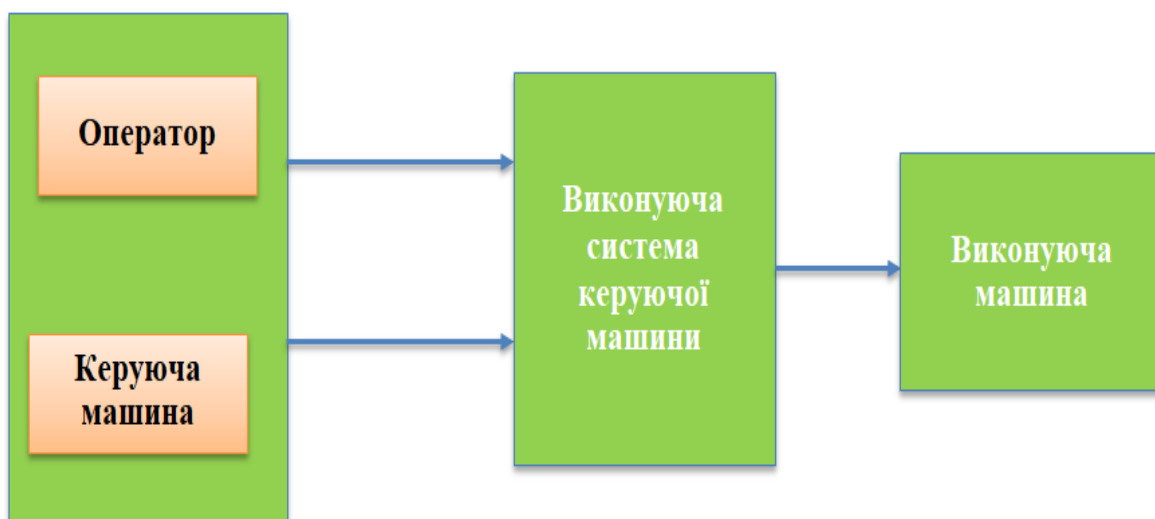 Оператор
Керуюча
машина
Виконуюча
система
керуючої
машини
Виконуюча
машина